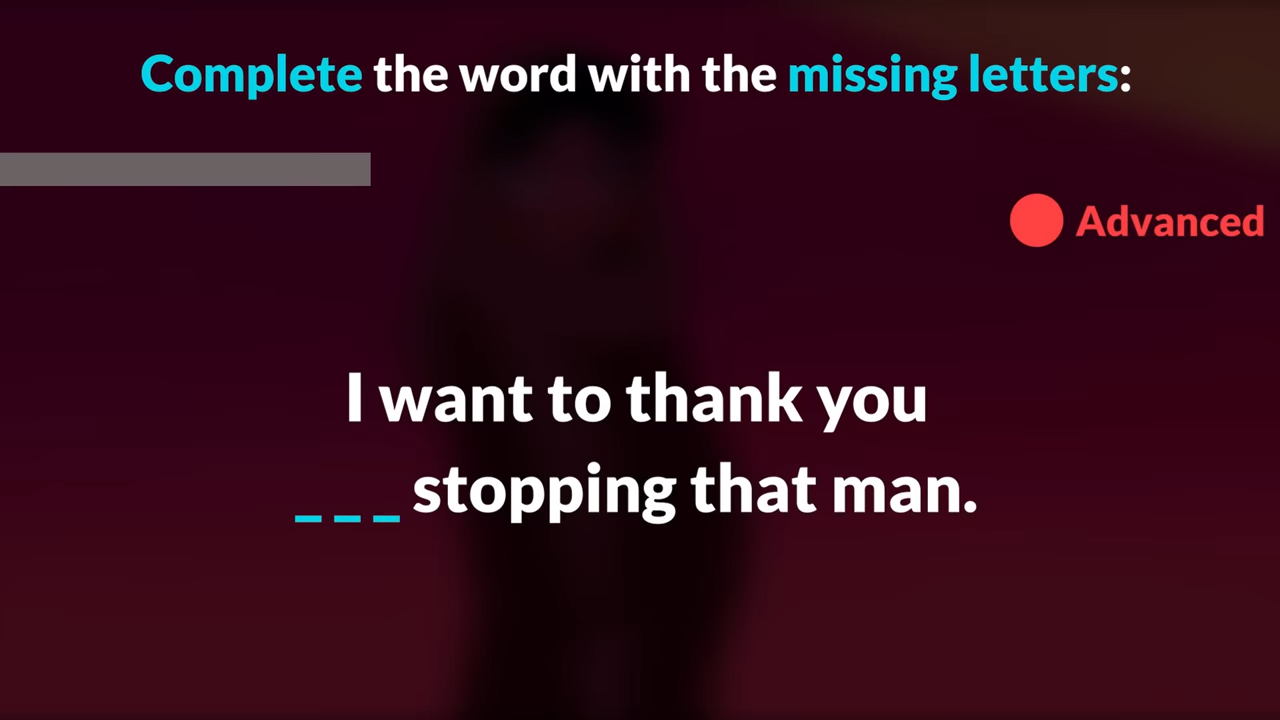 Complete the word with the missing letters:
Advanced
I want to thank you
_ _ _ stopping that man.